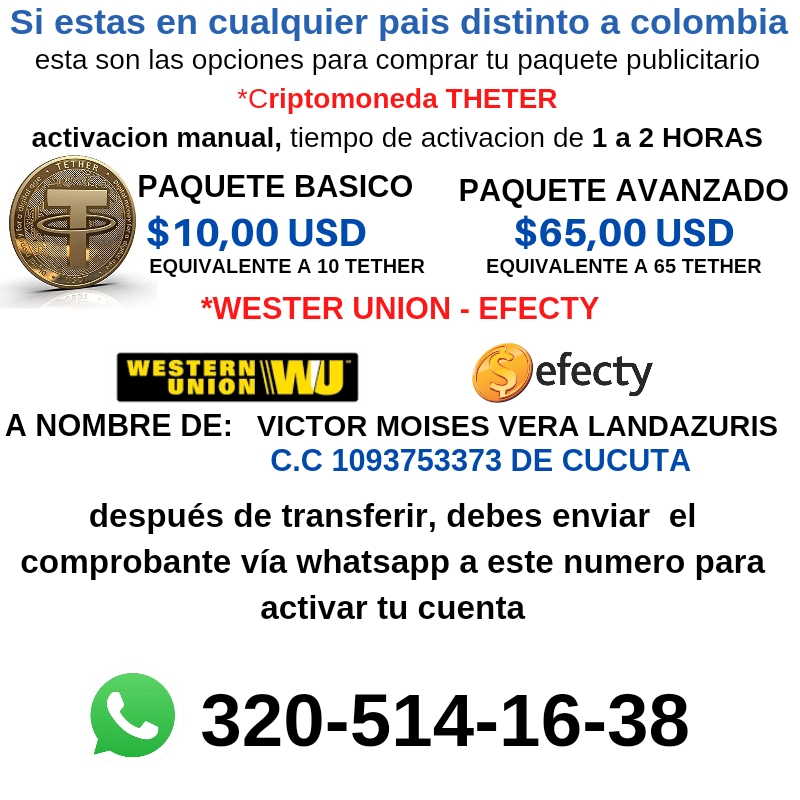 Si estas en cualquier pais distinto a colombia
esta son las opciones para comprar tu paquete publicitario
*Criptomoneda THETER
activacion manual, tiempo de activacion de 1 a 2 HORAS
TETHER
PAQUETE BASICO
PAQUETE AVANZADO
$10,00 USD
$65,00 USD
EQUIVALENTE A 10 TETHER
EQUIVALENTE A 65 TETHER
*WESTER UNION - EFECTY
WESTERN UNION WU
efecty
A NOMBRE DE: VICTOR MOISES VERA LANDAZURIS
C.C 1093753373 DE CUCUTA
después de transferir, debes enviar el
comprobante vía whatsapp a este numero para
activar tu cuenta
320-514-16-38